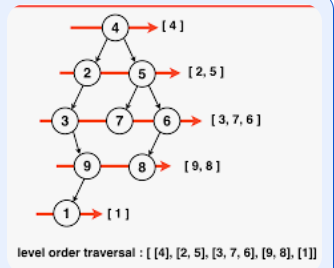 4 [ 4 ]
2 5 [ 2, 5 ]
3 7 6 [ 3, 7, 6 ]
9 8 [ 9, 8 ]
1 [ 1 ]
level order traversal : [ [4], [2, 5], [3, 7, 6], [9, 8], [1]]